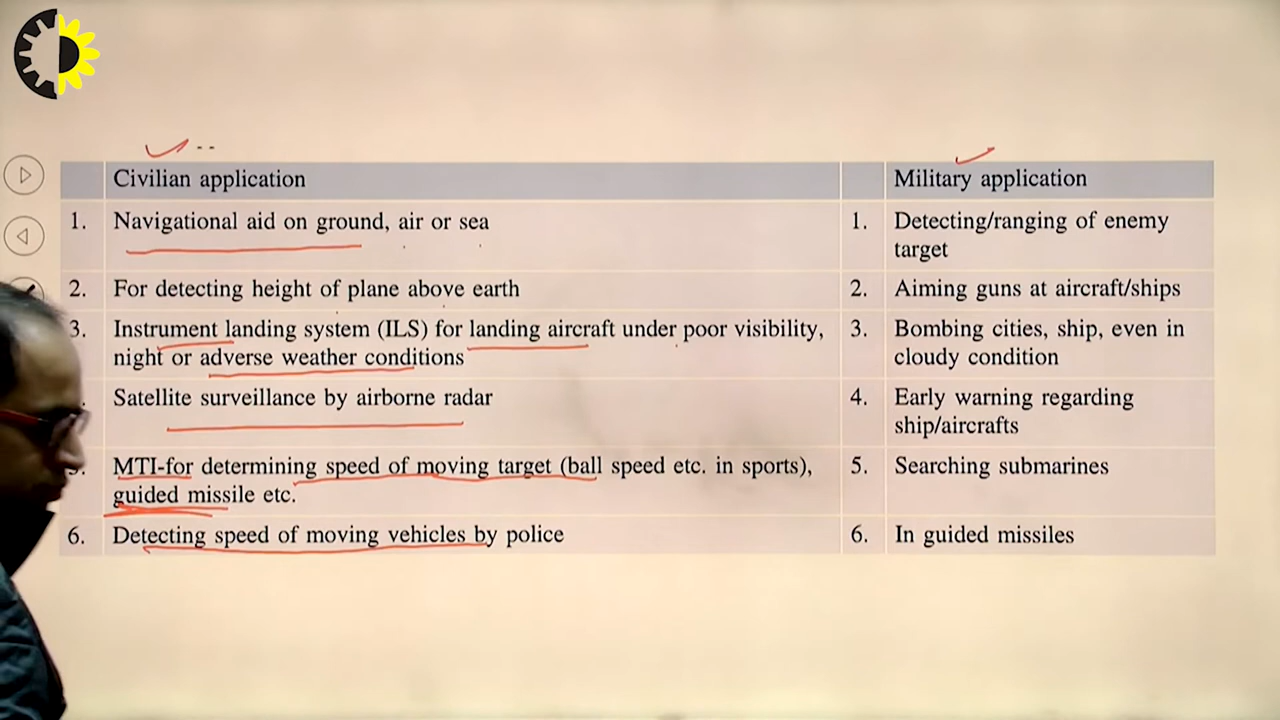 Civilian application
Military application
1. Navigational aid on ground, air or sea
1. Detecting/ranging of enemy
target
2. For detecting height of plane above earth
2. Aiming guns at aircraft/ships
3. Instrument landing system (ILS) for landing aircraft under poor visibility,
night or adverse weather conditions
3. Bombing cities, ship, even in
cloudy condition
Satellite surveillance by airborne radar
4. Early warning regarding
ship/aircrafts
5. MTI-for determining speed of moving target (ball speed etc. in sports),
guided missile etc.
5. Searching submarines
6. Detecting speed of moving vehicles by police
6. In guided missiles